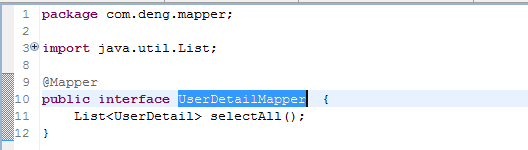 1 package com.deng.mapper;
2
3 import java.util.List;
8
9 @Mapper
10 public interface UserDetailMapper {
11 List<UserDetail> selectAll();
12 }